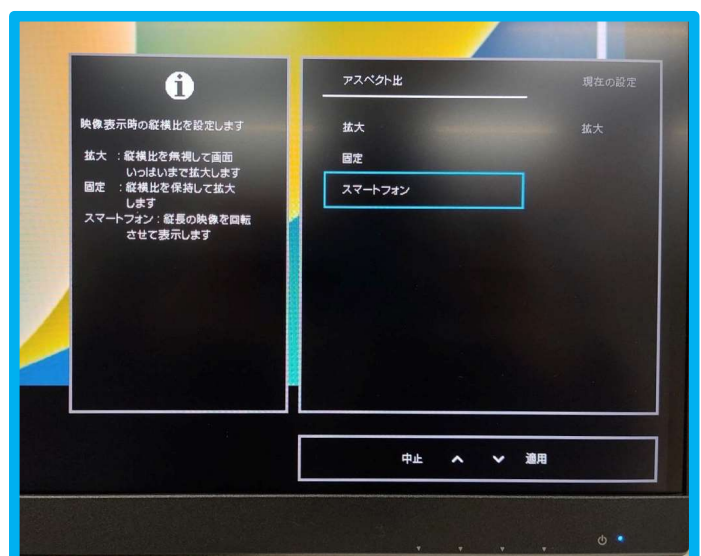 映像表示時の縦横比を設定します
拡大 ：縦横比を無視して画面
いっぱいまで拡大します
固定 ：縦横比を保持して拡大
します
スマートフォン：縦長の映像を回転
させて表示します
アスペクト比 現在の設定
拡大 拡大
固定
スマートフォン
中止 適用